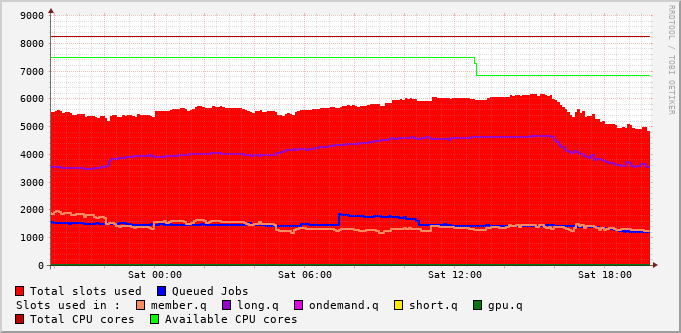 RRDTOOL / TOBI OETIKER
9000
8000
7000
6000
5000
4000
3000
2000
1000
0
Sat 00:00 Sat 06:00 Sat 12:00 Sat 18:00
Total slots used Queued Jobs
Slots used in : member.q long.q ondemand.q short.q gpu.q
Total CPU cores Available CPU cores